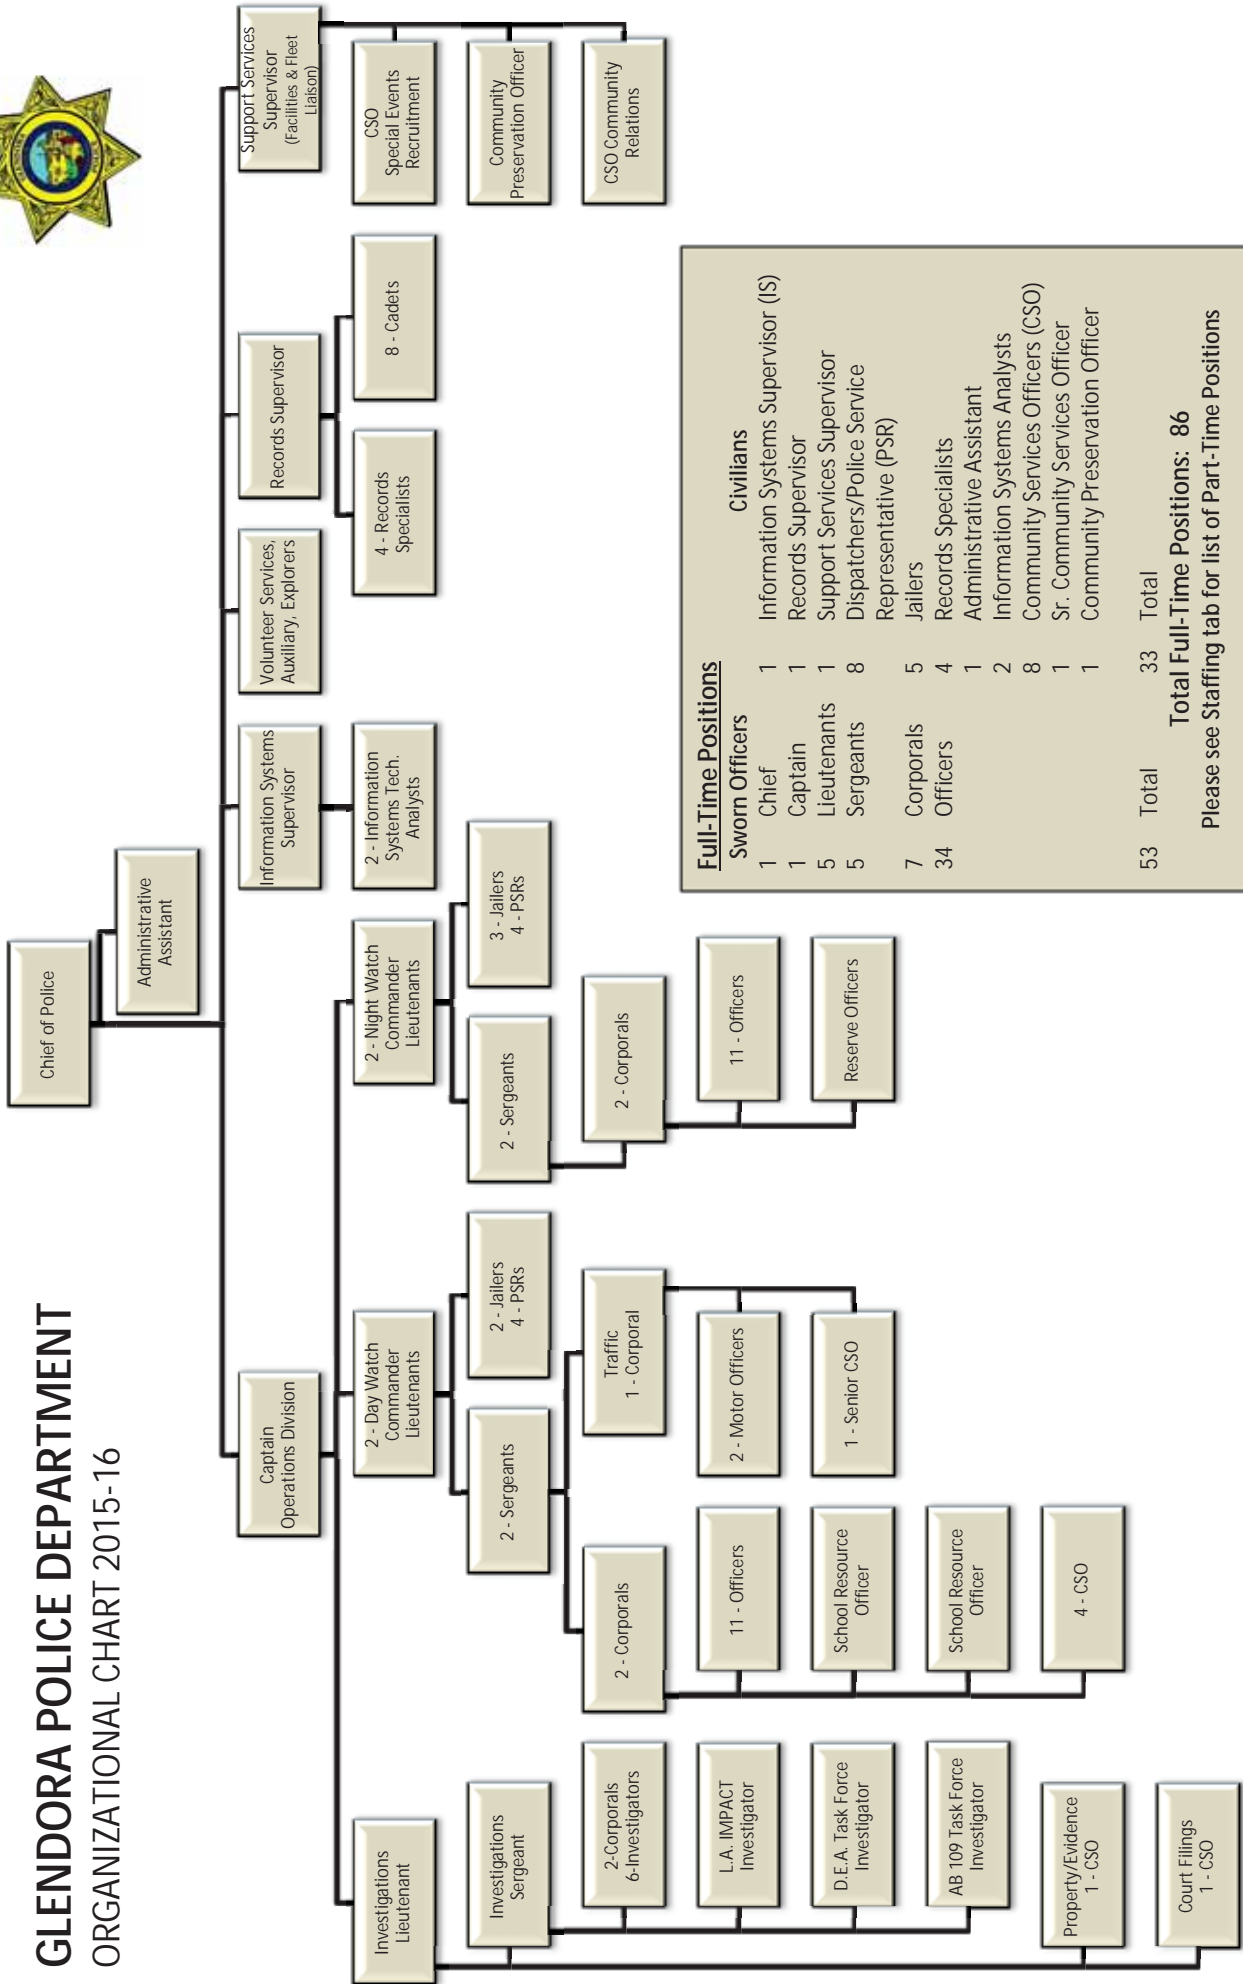 GLENDORA POLICE DEPARTMENT
ORGANIZATIONAL CHART 2015-16
Chief of Police
Administrative
Assistant
Captain
Operations Division
Information Systems
Supervisor
Volunteer Services,
Auxiliary, Explorers
Records Supervisor
Support Services
Supervisor
(Facilities & Fleet
Liaison)
Investigations
Lieutenant
2 - Day Watch
Commander
Lieutenants
2 - Night Watch
Commander
Lieutenants
2 - Information
Systems Tech.
Analysts
4 - Records
Specialists
8 - Cadets
CSO
Special Events
Recruitment
Community
Preservation Officer
CSO Community
Relations
Investigations
Sergeant
2-Corporals
6-Investigators
L.A. IMPACT
Investigator
D.E.A. Task Force
Investigator
AB 109 Task Force
Investigator
Property/Evidence
1 - CSO
Court Filings
1 - CSO
2 - Sergeants
2 - Jailers
4 - PSRs
2 - Corporals
11 - Officers
School Resource
Officer
School Resource
Officer
4 - CSO
Traffic
1 - Corporal
2 - Motor Officers
1 - Senior CSO
2 - Sergeants
3 - Jailers
4 - PSRs
2 - Corporals
11 - Officers
Reserve Officers
Full-Time Positions
Sworn Officers Civilians
1 Chief 1 Information Systems Supervisor (IS)
1 Captain 1 Records Supervisor
5 Lieutenants 1 Support Services Supervisor
5 Sergeants 8 Dispatchers/Police Service
Representative (PSR)
7 Corporals 5 Jailers
34 Officers 4 Records Specialists
1 Administrative Assistant
2 Information Systems Analysts
8 Community Services Officers (CSO)
1 Sr. Community Services Officer
1 Community Preservation Officer
53 Total 33 Total
Total Full-Time Positions: 86
Please see Staffing tab for list of Part-Time Positions